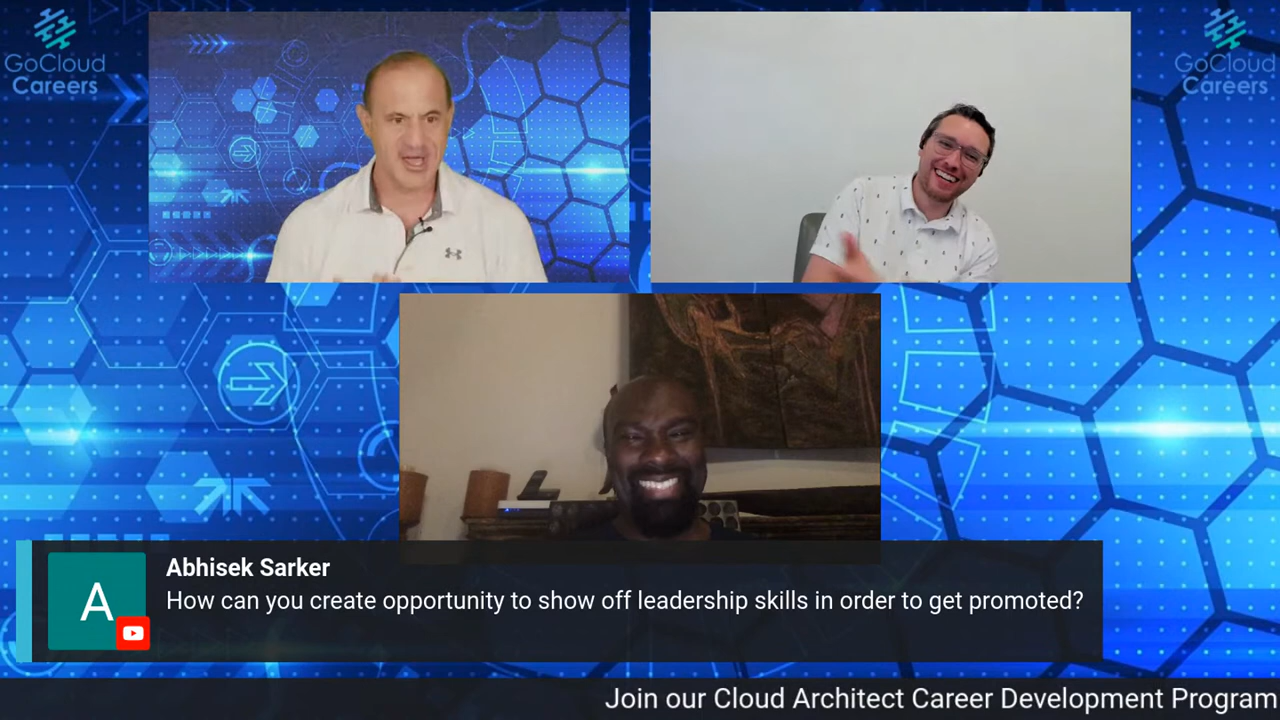 GoCloud
Careers
GoCloud
Careers
Abhisek Sarker
A
How can you create opportunity to show off leadership skills in order to get promoted?
Join our Cloud Architect Career Development Program